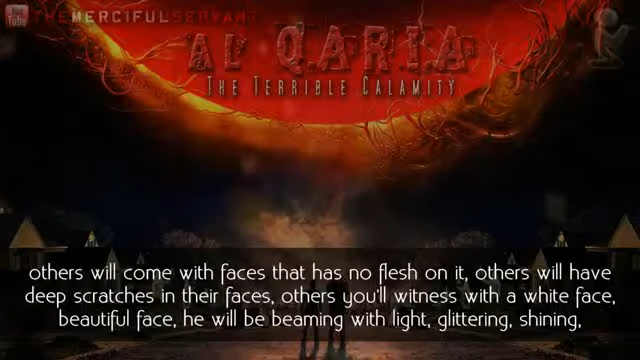 You Tube
THEMERCIFULSERVANT
AL QARIA
THE TERRIBLE CALAMITY
others will come with faces that has no flesh on it, others will have
deep scratches in their faces, others you'll witness with a white face,
beautiful face, he will be beaming with light, glittering, shining,